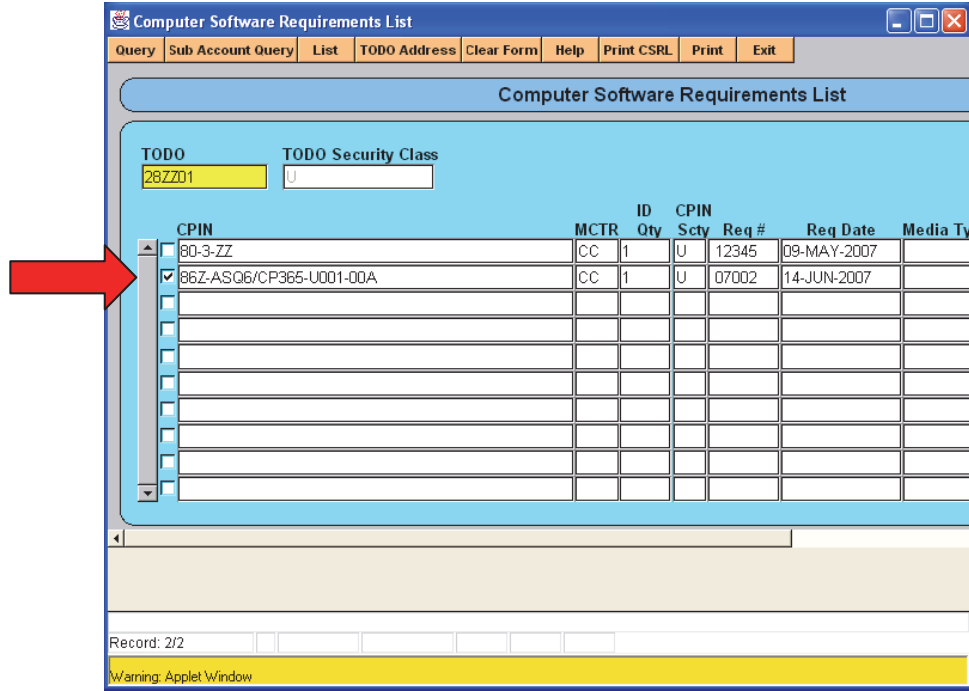 Computer Software Requirements List
Query Sub Account Query List TODO Address Clear Form Help Print CSRL Print Exit
Computer Software Requirements List
TODO TODO Security Class
28ZZ01 U
ID CPIN
CPIN MCTR Qty Scty Req # Req Date Media Ty
80-3-ZZ CC 1 U 12345 09-MAY-2007
86Z-ASQ6/CP365-U001-00A CC 1 U 07002 14-JUN-2007
Record: 2/2
Warning: Applet Window